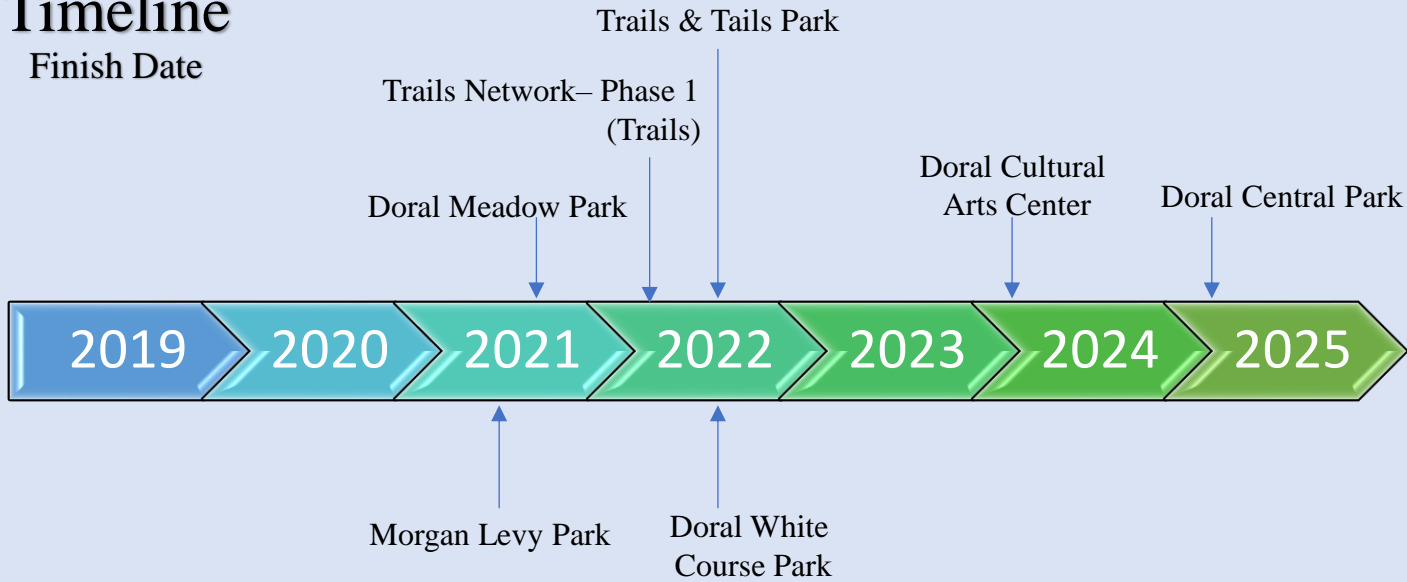 Timeline
Finish Date
Trails & Tails Park
Trails Network– Phase 1
(Trails)
Doral Meadow Park
Doral Cultural
Arts Center
Doral Central Park
2019
2020
2021
2022
2023
2024
2025
Morgan Levy Park
Doral White
Course Park